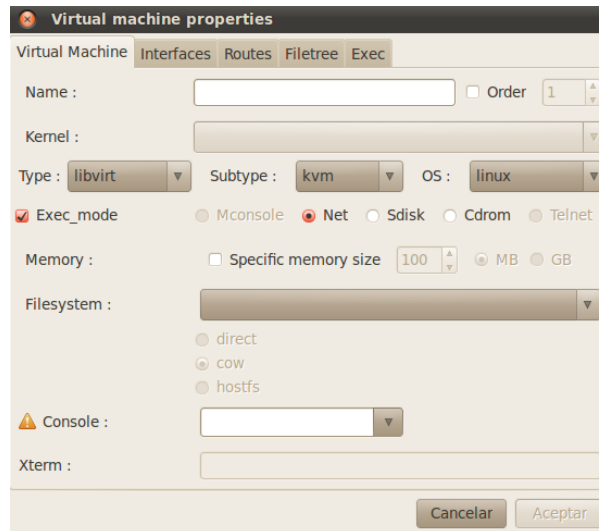 Virtual machine properties
Virtual Machine Interfaces Routes Filetree Exec
Name : Order 1
Kernel :
Type : libvirt Subtype : kvm OS : linux
Exec_mode Mconsole Net Sdisk Cdrom Telnet
Memory : Specific memory size 100 MB GB
Filesystem :
direct
cow
hostfs
Console :
Xterm :
Cancelar Aceptar